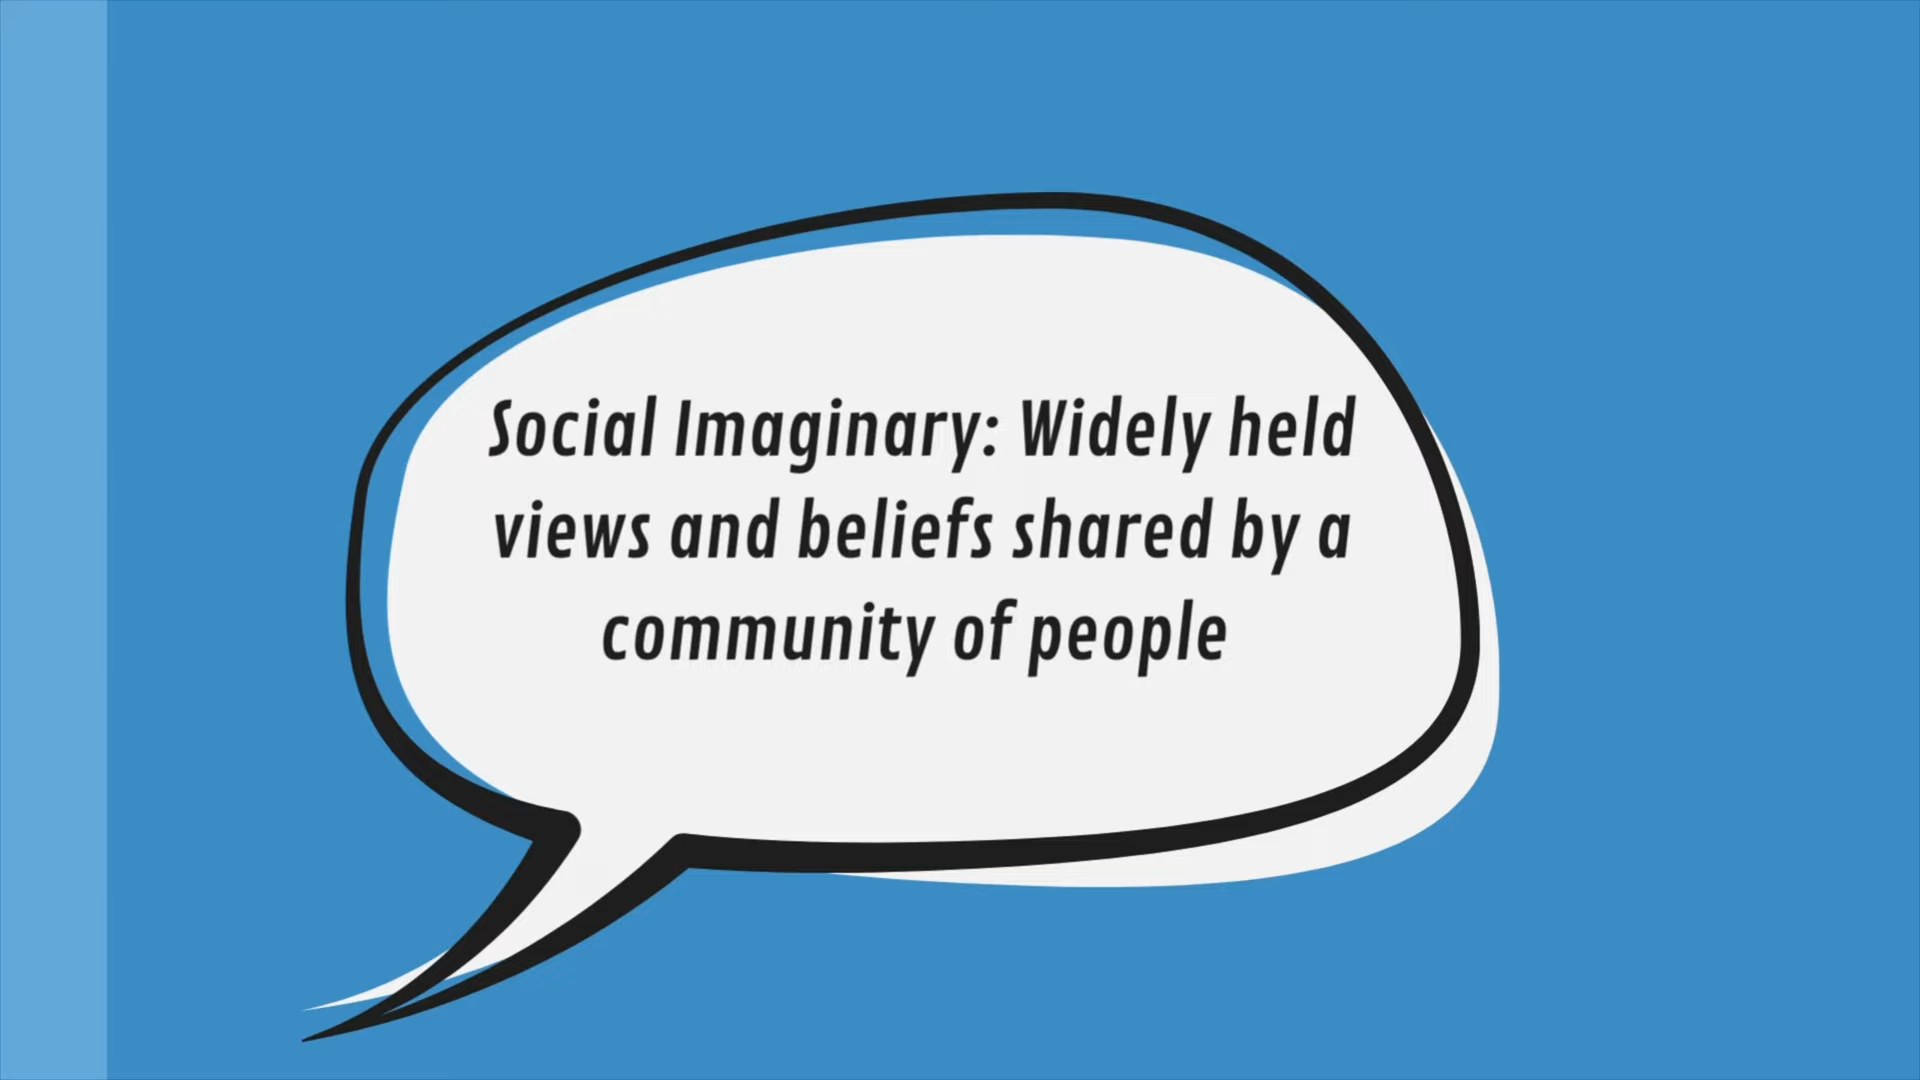 Social Imaginary: Widely held
views and beliefs shared by a
community of people